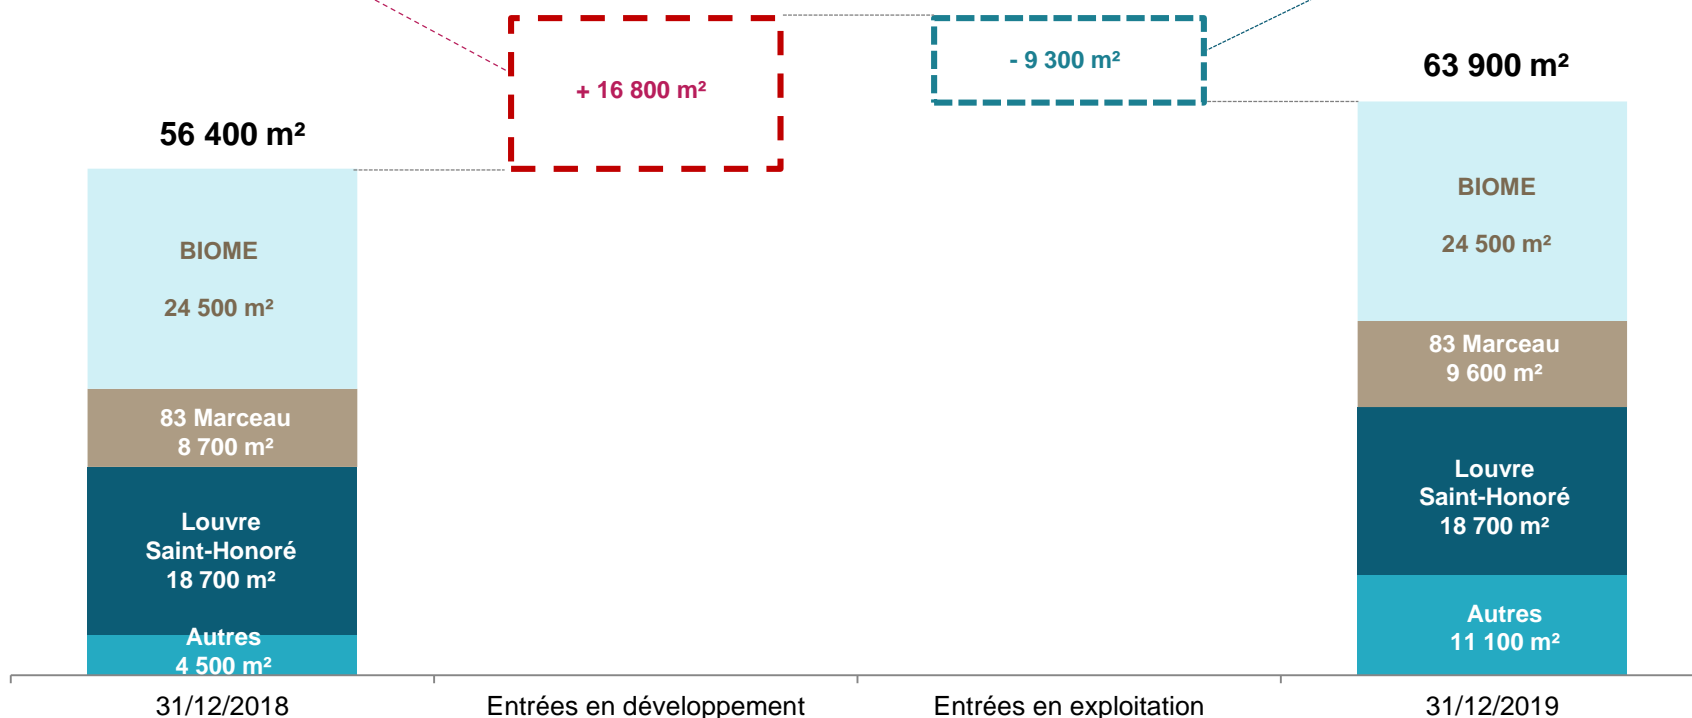 56 400 m²
BIOME
24 500 m²
83 Marceau
8 700 m²
Louvre
Saint-Honoré
18 700 m²
Autres
4 500 m²
+ 16 800 m²
- 9 300 m²
63 900 m²
BIOME
24 500 m²
83 Marceau
9 600 m²
Louvre
Saint-Honoré
18 700 m²
Autres
11 100 m²
31/12/2018
Entrées en développement
Entrées en exploitation
31/12/2019